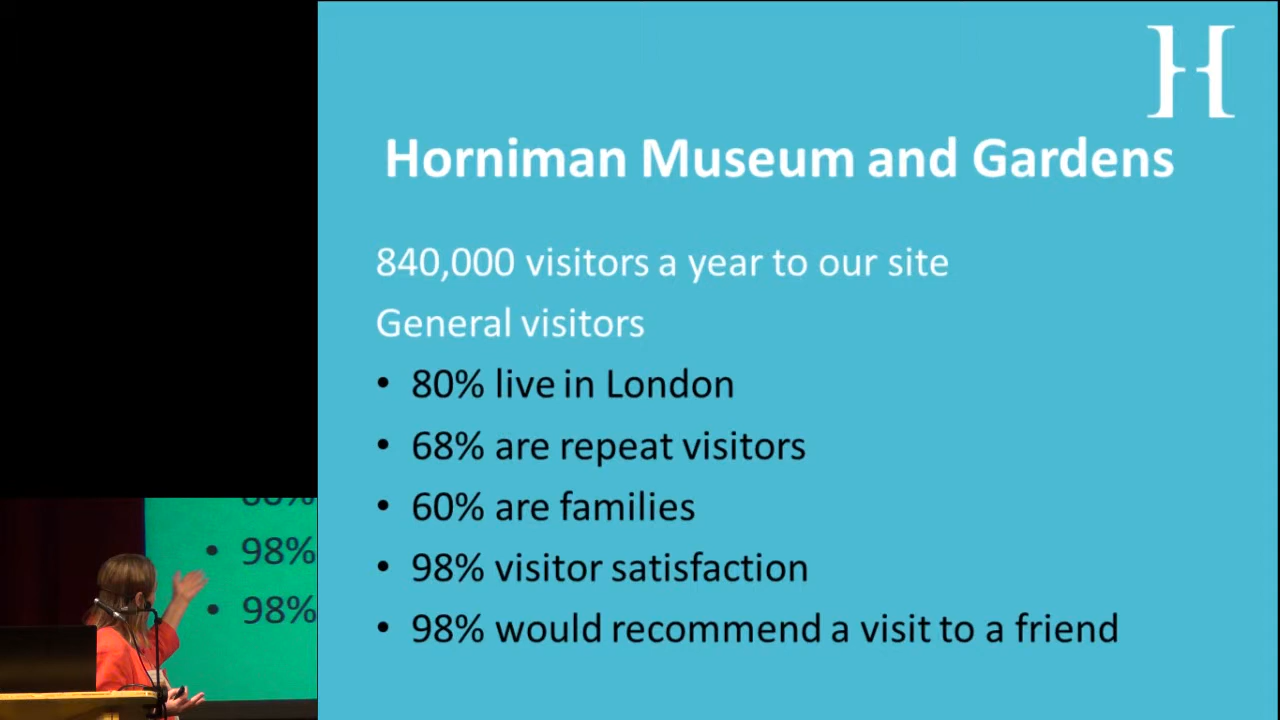 H
Horniman Museum and Gardens
840,000 visitors a year to our site
General visitors
• 80% live in London
• 68% are repeat visitors
• 60% are families
• 98% visitor satisfaction
• 98% would recommend a visit to a friend
• 98%
• 98%